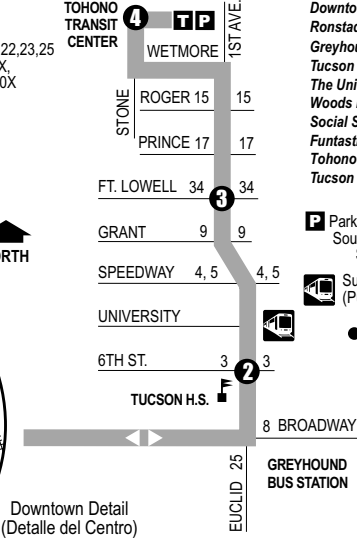 TOHONO
TRANSIT
CENTER
4
T P
1ST AVE.
22,23,25
X,
0X
WETMORE
STONE
ROGER 15 15
PRINCE 17 17
FT. LOWELL 34 3 34
GRANT 9 9
SPEEDWAY 4, 5 4, 5
UNIVERSITY
6TH ST. 3 2 3
TUCSON H.S.
8 BROADWAY
EUCLID 25
GREYHOUND
BUS STATION
Downtown Detail
(Detalle del Centro)
RTH
Downto
Ronstad
Greyhou
Tucson
The Uni
Woods
Social S
Funtast
Tohono
Tucson
P Park
Sou
S
Su
(P